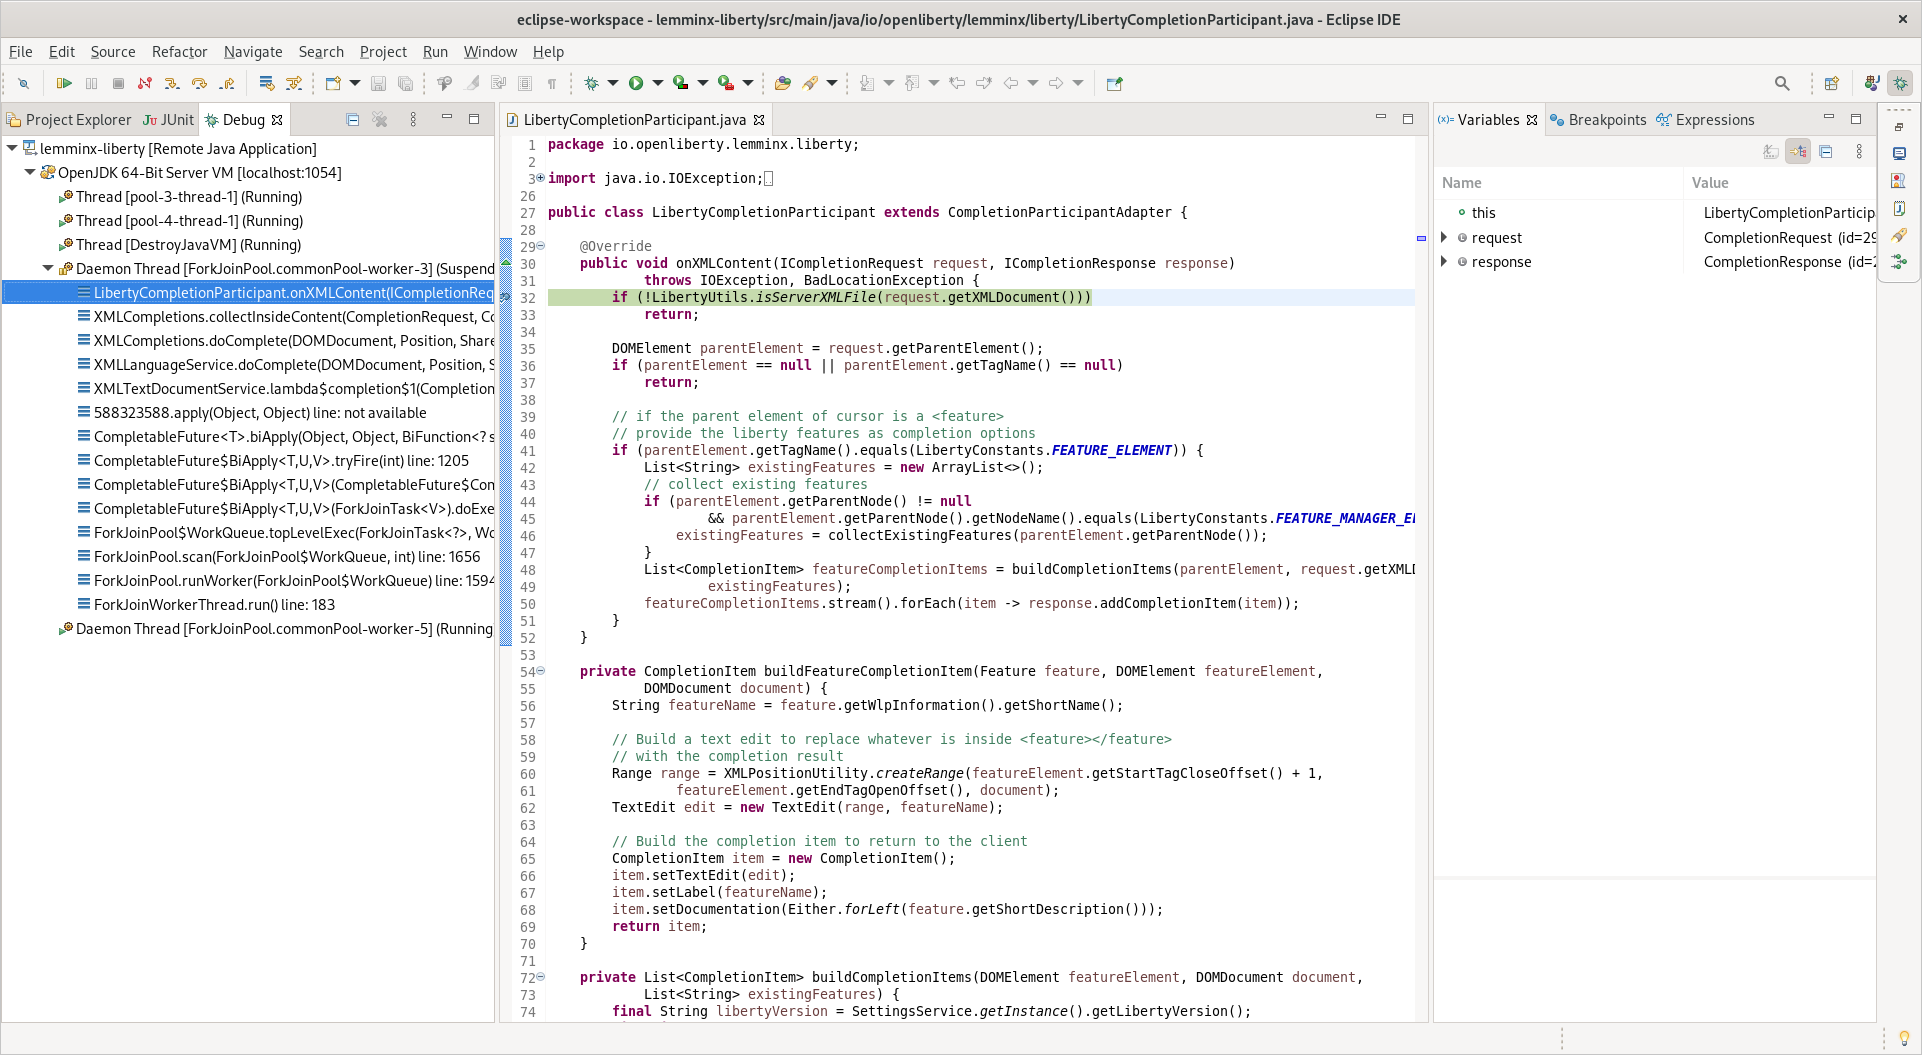 eclipse-workspace - lemminx-liberty/src/main/java/io/openliberty/lemminx/liberty/LibertyCompletionParticipant.java - Eclipse IDE
File Edit Source Refactor Navigate Search Project Run Window Help
Project Explorer JUnit Debug
lemminx-liberty [Remote Java Application]
OpenJDK 64-Bit Server VM [localhost:1054]
Thread [pool-3-thread-1] (Running)
Thread [pool-4-thread-1] (Running)
Thread [DestroyJavaVM] (Running)
Daemon Thread [ForkJoinPool.commonPool-worker-3] (Suspend
LibertyCompletionParticipant.onXMLContent(ICompletionReq
XMLCompletions.collectInsideContent(CompletionRequest, Co
XMLCompletions.doComplete(DOMDocument, Position, Share
XMLLanguageService.doComplete(DOMDocument, Position, S
XMLTextDocumentService.lambda$completion$1(Completion
588323588.apply(Object, Object) line: not available
CompletableFuture<T>.biApply(Object, Object, BiFunction<? s
CompletableFuture$BiApply<T,U,V>.tryFire(int) line: 1205
CompletableFuture$BiApply<T,U,V>(CompletableFuture$Com
CompletableFuture$BiApply<T,U,V>(ForkJoinTask<V>).doExe
ForkJoinPool$WorkQueue.topLevelExec(ForkJoinTask<?>, Wo
ForkJoinPool.scan(ForkJoinPool$WorkQueue, int) line: 1656
ForkJoinPool.runWorker(ForkJoinPool$WorkQueue) line: 1594
ForkJoinWorkerThread.run() line: 183
Daemon Thread [ForkJoinPool.commonPool-worker-5] (Running
LibertyCompletionParticipant.java
1 package io.openliberty.lemminx.liberty;
2
3 import java.io.IOException;
26
27 public class LibertyCompletionParticipant extends CompletionParticipantAdapter {
28
29     @Override
30     public void onXMLContent(ICompletionRequest request, ICompletionResponse response)
31             throws IOException, BadLocationException {
32         if (!LibertyUtils.isServerXMLFile(request.getXMLDocument()))
33             return;
34
35         DOMElement parentElement = request.getParentElement();
36         if (parentElement == null || parentElement.getTagName() == null)
37             return;
38
39         // if the parent element of cursor is a <feature>
40         // provide the liberty features as completion options
41         if (parentElement.getTagName().equals(LibertyConstants.FEATURE_ELEMENT)) {
42             List<String> existingFeatures = new ArrayList<>();
43             // collect existing features
44             if (parentElement.getParentNode() != null
45                     && parentElement.getParentNode().getNodeName().equals(LibertyConstants.FEATURE_MANAGER_EL
46                 existingFeatures = collectExistingFeatures(parentElement.getParentNode());
47             }
48             List<CompletionItem> featureCompletionItems = buildCompletionItems(parentElement, request.getXMLD
49                     existingFeatures);
50             featureCompletionItems.stream().forEach(item -> response.addCompletionItem(item));
51         }
52     }
53
54     private CompletionItem buildFeatureCompletionItem(Feature feature, DOMElement featureElement,
55             DOMDocument document) {
56         String featureName = feature.getWlpInformation().getShortName();
57
58         // Build a text edit to replace whatever is inside <feature></feature>
59         // with the completion result
60         Range range = XMLPositionUtility.createRange(featureElement.getStartTagCloseOffset() + 1,
61                 featureElement.getEndTagOpenOffset(), document);
62         TextEdit edit = new TextEdit(range, featureName);
63
64         // Build the completion item to return to the client
65         CompletionItem item = new CompletionItem();
66         item.setTextEdit(edit);
67         item.setLabel(featureName);
68         item.setDocumentation(Either.forLeft(feature.getShortDescription()));
69         return item;
70     }
71
72     private List<CompletionItem> buildCompletionItems(DOMElement featureElement, DOMDocument document,
73             List<String> existingFeatures) {
74         final String libertyVersion = SettingsService.getInstance().getLibertyVersion();
Variables Breakpoints Expressions
Name Value
this LibertyCompletionParticip
request CompletionRequest (id=29
response CompletionResponse (id=2